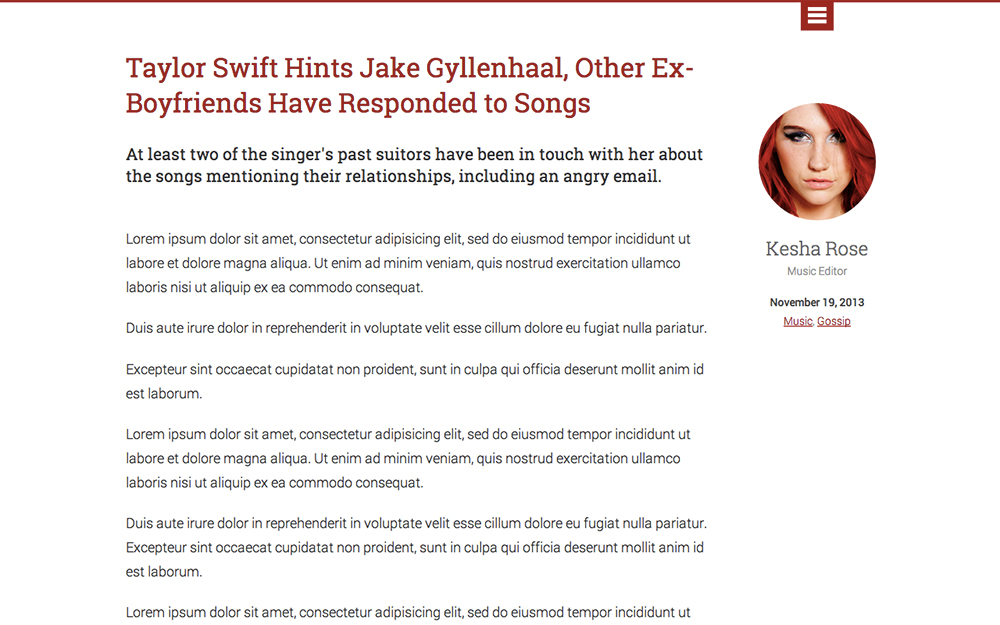 Taylor Swift Hints Jake Gyllenhaal, Other Ex-
Boyfriends Have Responded to Songs
At least two of the singer's past suitors have been in touch with her about
the songs mentioning their relationships, including an angry email.
Lorem ipsum dolor sit amet, consectetur adipisicing elit, sed do eiusmod tempor incididunt ut
labore et dolore magna aliqua. Ut enim ad minim veniam, quis nostrud exercitation ullamco
laboris nisi ut aliquip ex ea commodo consequat.
Duis aute irure dolor in reprehenderit in voluptate velit esse cillum dolore eu fugiat nulla pariatur.
Excepteur sint occaecat cupidatat non proident, sunt in culpa qui officia deserunt mollit anim id
est laborum.
Lorem ipsum dolor sit amet, consectetur adipisicing elit, sed do eiusmod tempor incididunt ut
labore et dolore magna aliqua. Ut enim ad minim veniam, quis nostrud exercitation ullamco
laboris nisi ut aliquip ex ea commodo consequat.
Duis aute irure dolor in reprehenderit in voluptate velit esse cillum dolore eu fugiat nulla pariatur.
Excepteur sint occaecat cupidatat non proident, sunt in culpa qui officia deserunt mollit anim id
est laborum.
Lorem ipsum dolor sit amet, consectetur adipisicing elit, sed do eiusmod tempor incididunt ut
Kesha Rose
Music Editor
November 19, 2013
Music, Gossip